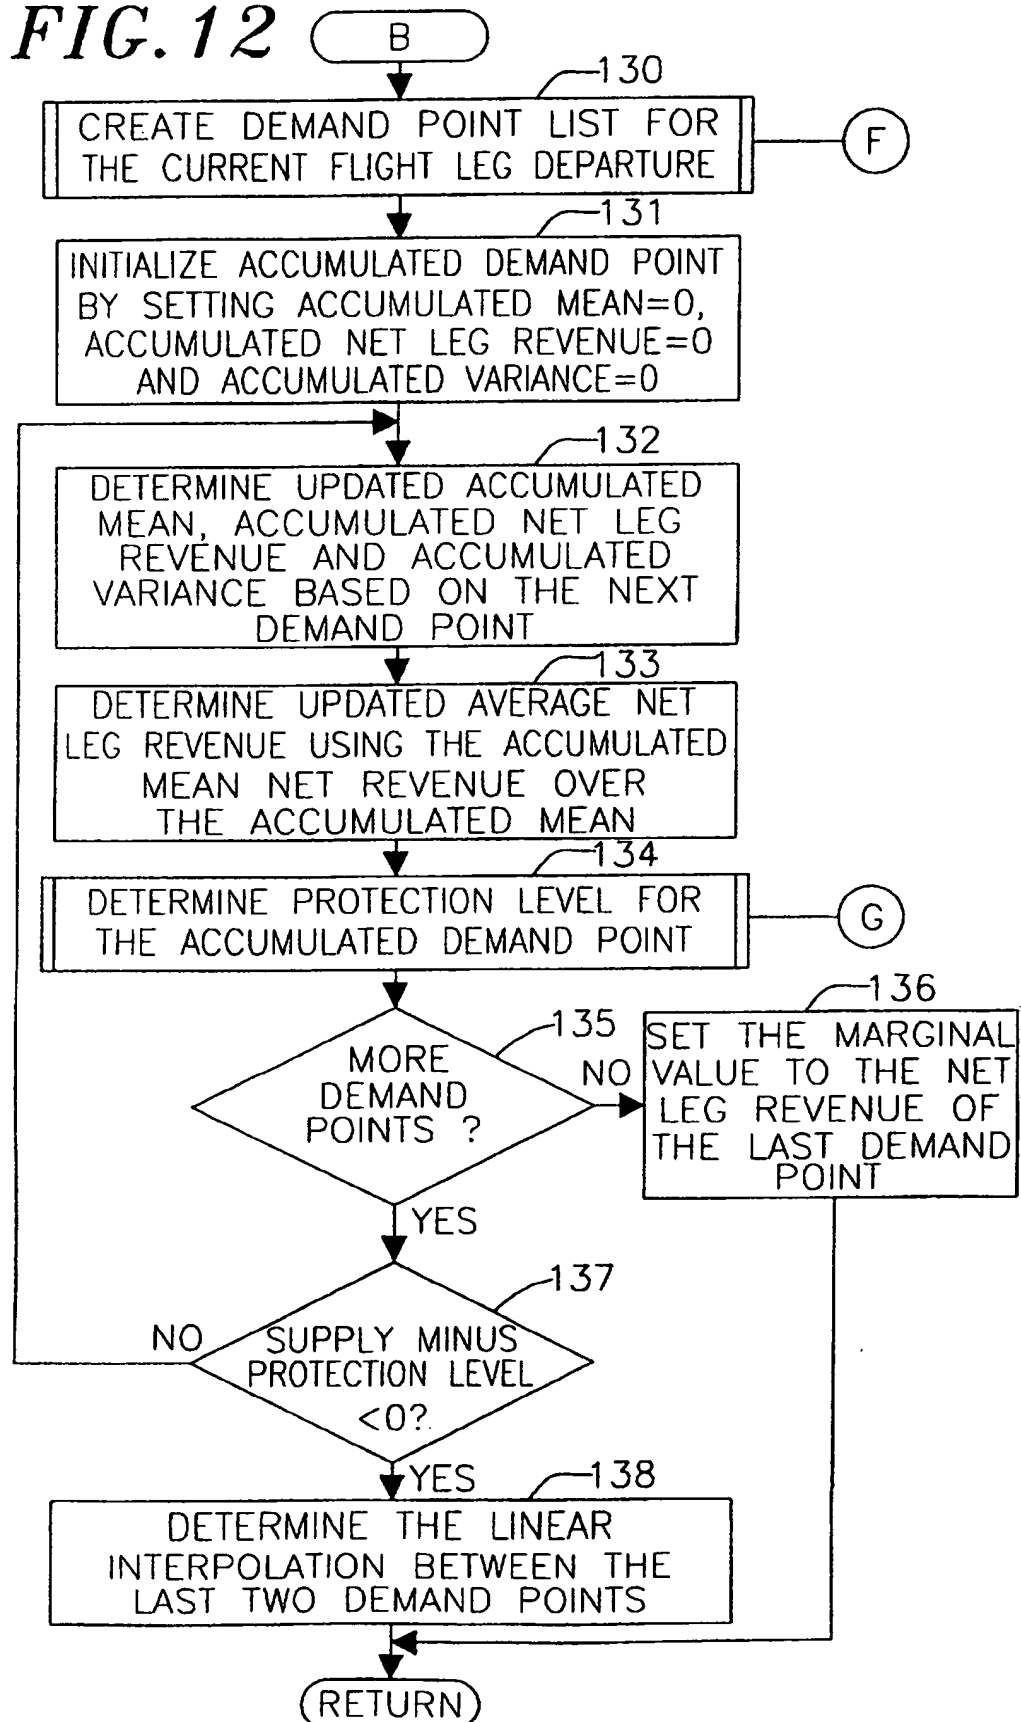 FIG. 12
B
130
CREATE DEMAND POINT LIST FOR
THE CURRENT FLIGHT LEG DEPARTURE
F
131
INITIALIZE ACCUMULATED DEMAND POINT
BY SETTING ACCUMULATED MEAN=0,
ACCUMULATED NET LEG REVENUE=0
AND ACCUMULATED VARIANCE=0
132
DETERMINE UPDATED ACCUMULATED
MEAN, ACCUMULATED NET LEG
REVENUE AND ACCUMULATED
VARIANCE BASED ON THE NEXT
DEMAND POINT
133
DETERMINE UPDATED AVERAGE NET
LEG REVENUE USING THE ACCUMULATED
MEAN NET REVENUE OVER
THE ACCUMULATED MEAN
134
DETERMINE PROTECTION LEVEL FOR
THE ACCUMULATED DEMAND POINT
G
135
MORE
DEMAND
POINTS ?
NO
136
SET THE MARGINAL
VALUE TO THE NET
LEG REVENUE OF
THE LAST DEMAND
POINT
YES
137
NO
SUPPLY MINUS
PROTECTION LEVEL
<0?
YES
138
DETERMINE THE LINEAR
INTERPOLATION BETWEEN THE
LAST TWO DEMAND POINTS
RETURN